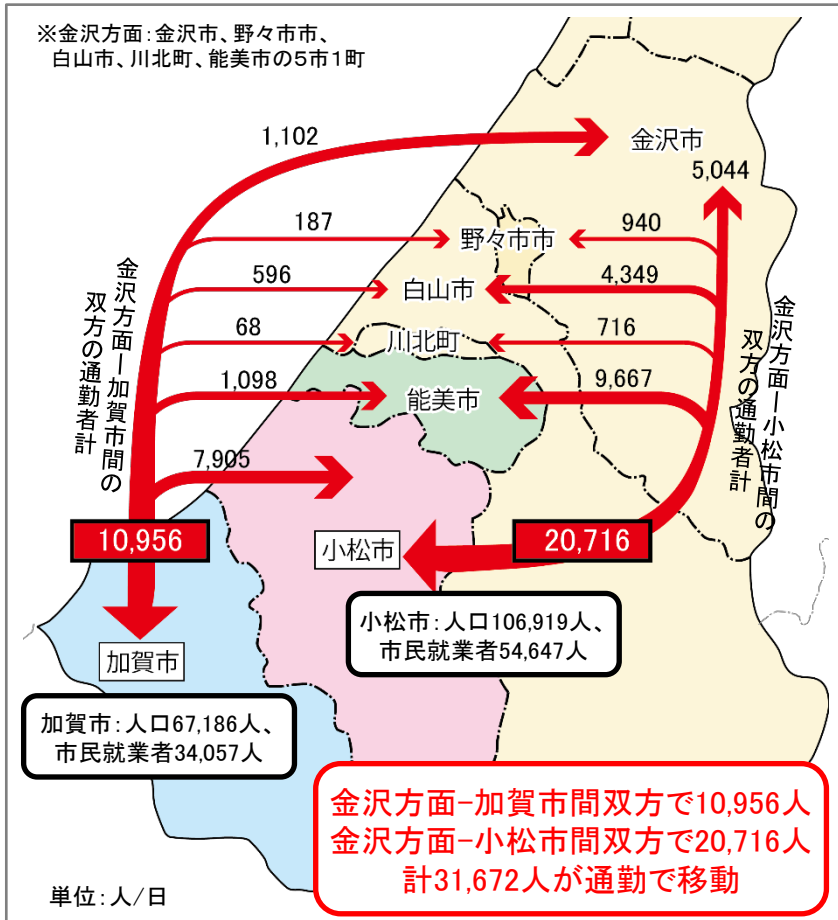 ※金沢方面:金沢市、野々市市、
白山市、川北町、能美市の5市1町
1,102
金沢市
5,044
187
野々市市
940
596
白山市
4,349
68
川北町
716
1,098
能美市
9,667
7,905
金沢方面ー加賀市間の
双方の通勤者計
金沢方面ー小松市間の
双方の通勤者計
10,956
小松市
20,716
小松市:人口106,919人、
市民就業者54,647人
加賀市
加賀市:人口67,186人、
市民就業者34,057人
金沢方面-加賀市間双方で10,956人
金沢方面-小松市間双方で20,716人
計31,672人が通勤で移動
単位:人/日